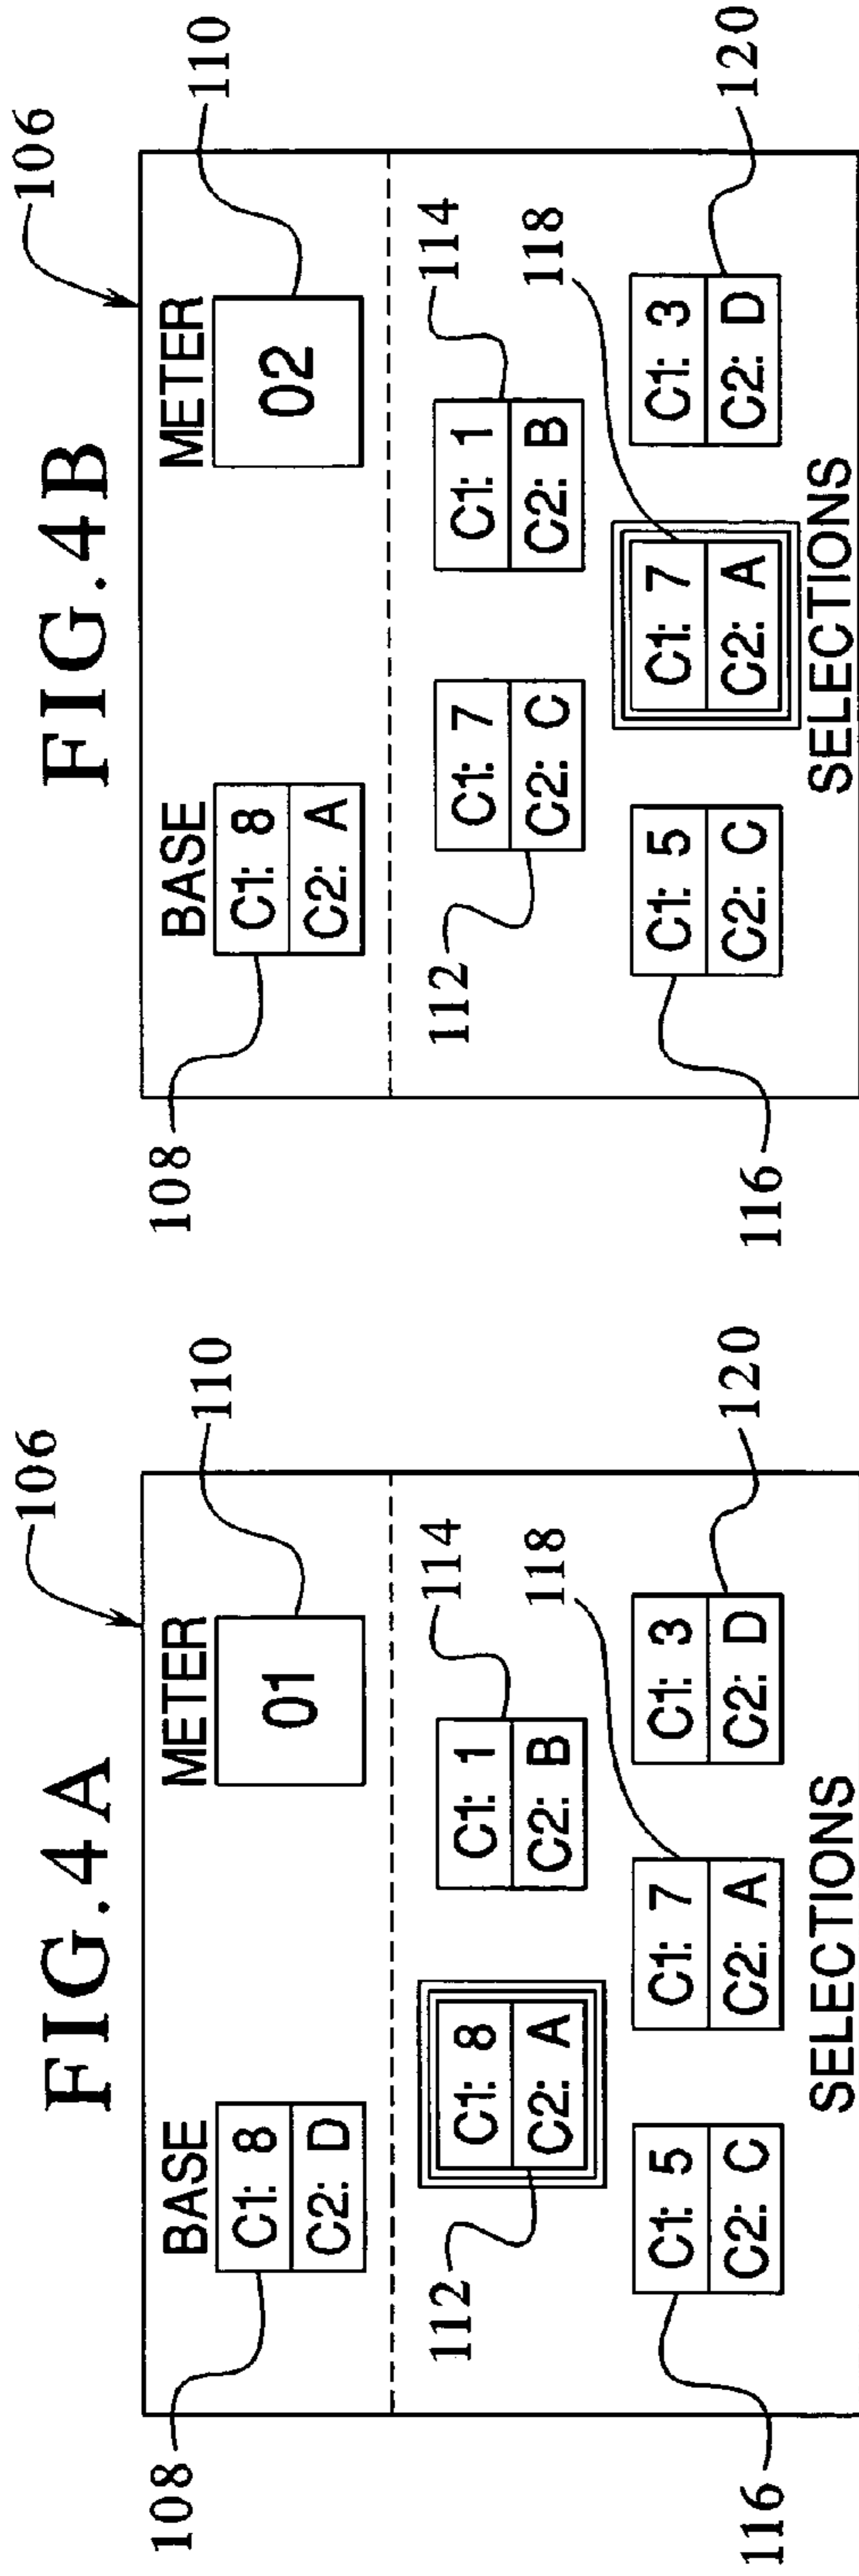 FIG.4A
106
BASE
METER
110
108
C1: 8
C2: D
01
112
C1: 8
C2: A
C1: 1
C2: B
114
116
C1: 5
C2: C
C1: 7
C2: A
118
C1: 3
C2: D
120
SELECTIONS
FIG.4B
106
BASE
METER
110
108
C1: 8
C2: A
02
112
C1: 7
C2: C
C1: 1
C2: B
114
116
C1: 5
C2: C
C1: 7
C2: A
118
C1: 3
C2: D
120
SELECTIONS